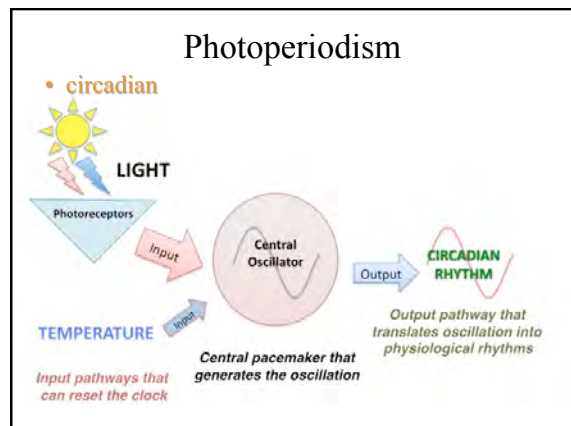 Photoperiodism
• circadian
LIGHT
Photoreceptors
Input
Central
Oscillator
Output
CIRCADIAN
RHYTHM
TEMPERATURE
Input
Output pathway that
translates oscillation into
physiological rhythms
Central pacemaker that
generates the oscillation
Input pathways that
can reset the clock